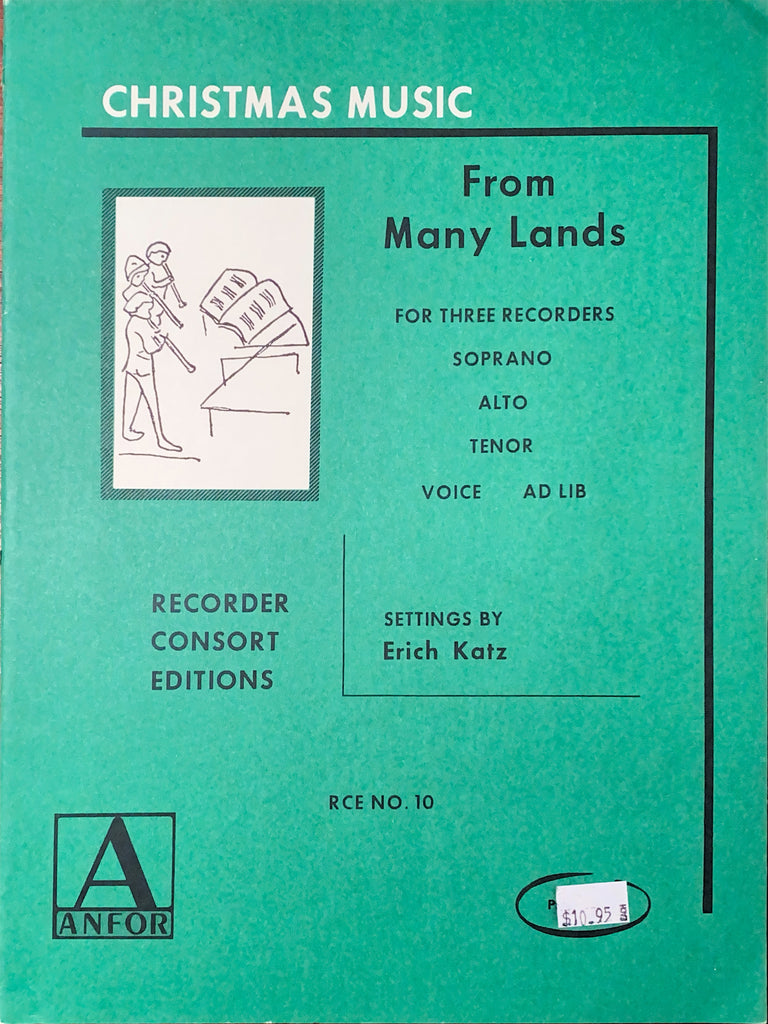 CHRISTMAS MUSIC
From
Many Lands
FOR THREE RECORDERS
SOPRANO
ALTO
TENOR
VOICE AD LIB
RECORDER
CONSORT
EDITIONS
SETTINGS BY
Erich Katz
RCE NO. 10
A
ANFOR
$10.95 EACH